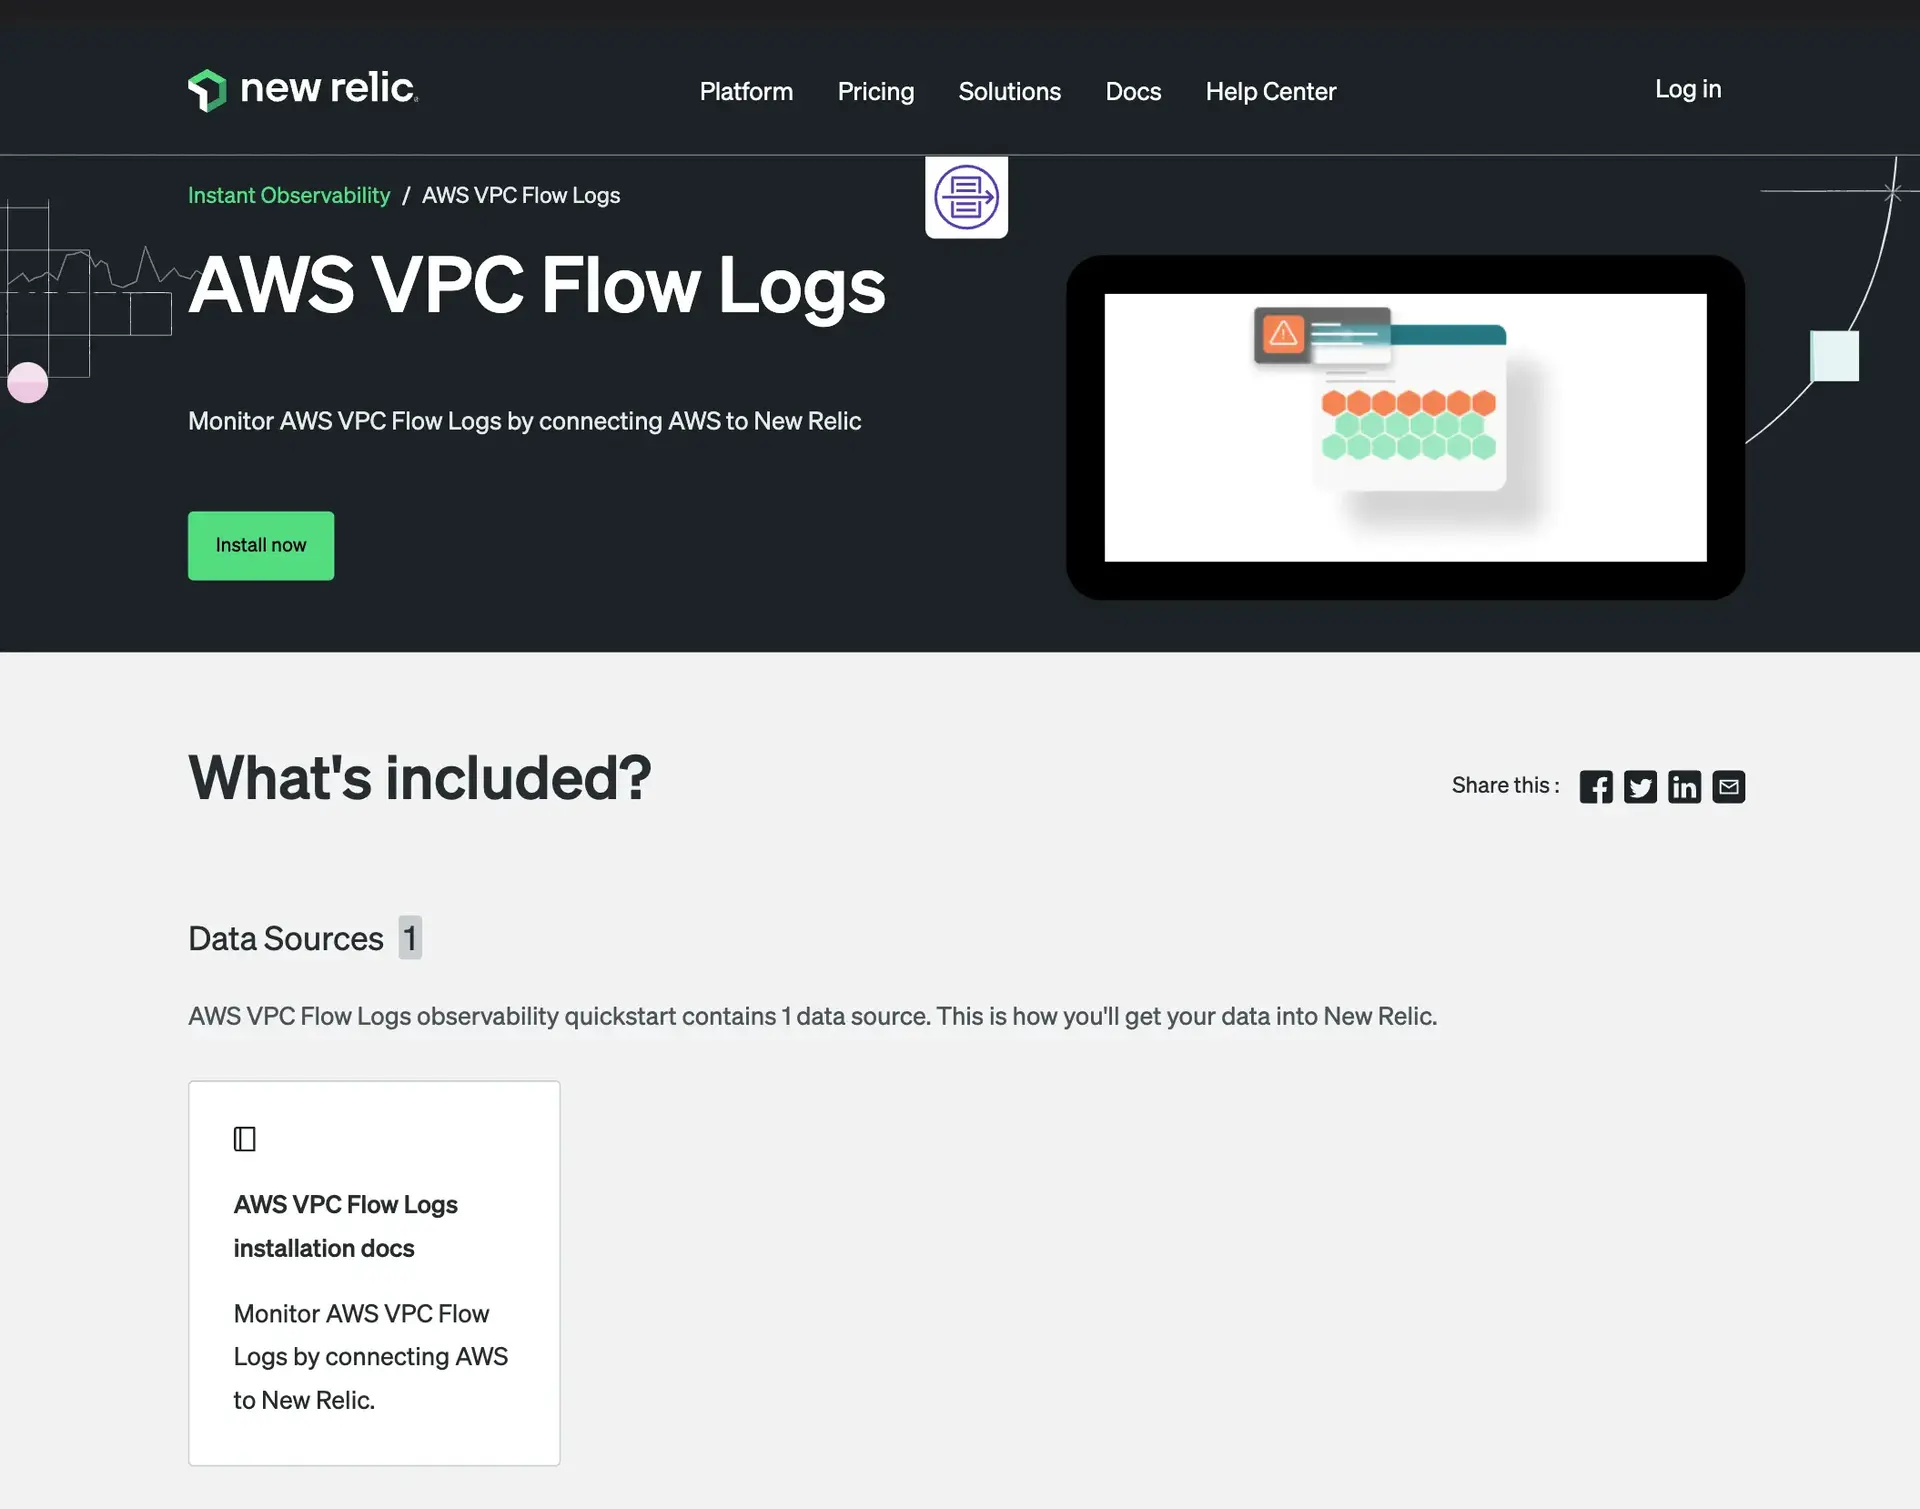 new relic
Platform
Pricing
Solutions
Docs
Help Center
Log in
Instant Observability / AWS VPC Flow Logs
AWS VPC Flow Logs
Monitor AWS VPC Flow Logs by connecting AWS to New Relic
Install now
What's included?
Share this :
Data Sources 1
AWS VPC Flow Logs observability quickstart contains 1 data source. This is how you'll get your data into New Relic.
AWS VPC Flow Logs
installation docs
Monitor AWS VPC Flow
Logs by connecting AWS
to New Relic.